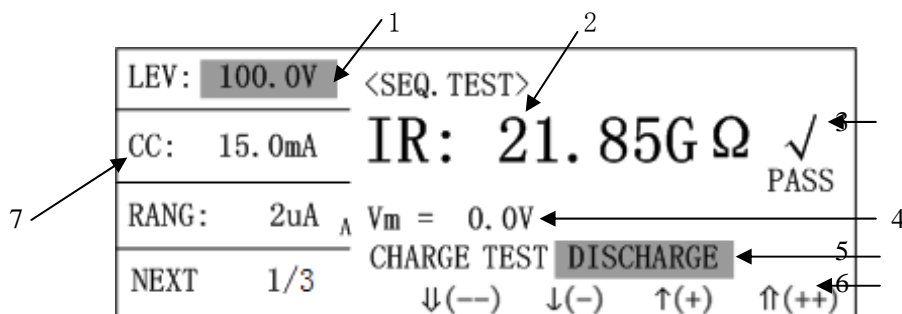 1 2
LEV: 100.0V
<SEQ.TEST>
CC: 15.0mA
IR: 21.85GΩ √ 3
PASS
7
RANG: 2uA A
Vm = 0.0V 4
CHARGE TEST DISCHARGE 5
NEXT 1/3
⇓(--) ↓(-) ↑(+) ⇑(++) 6